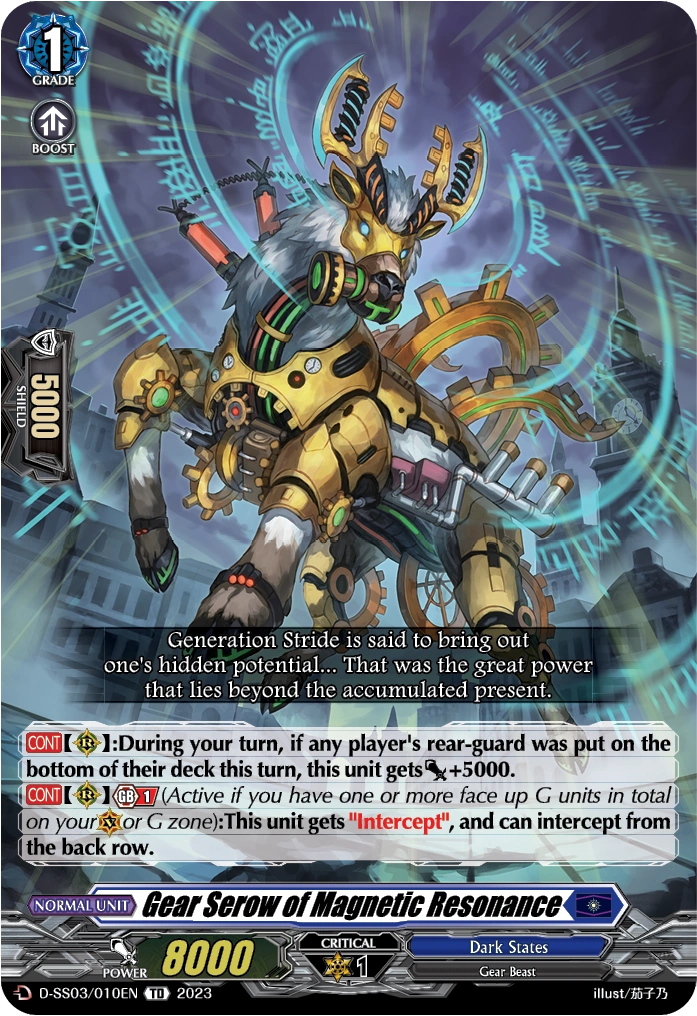 1
GRADE
BOOST
5000
SHIELD
Generation Stride is said to bring out
one's hidden potential... That was the great power
that lies beyond the accumulated present.
CONT【R】:During your turn, if any player's rear-guard was put on the
bottom of their deck this turn, this unit gets +5000.
CONT【R】GB 1 (Active if you have one or more face up G units in total
on your V or G zone):This unit gets "Intercept", and can intercept from
the back row.
NORMAL UNIT Gear Serow of Magnetic Resonance
POWER 8000
CRITICAL
1
Dark States
Gear Beast
D-SS03/010EN TD 2023
illust/茄子乃